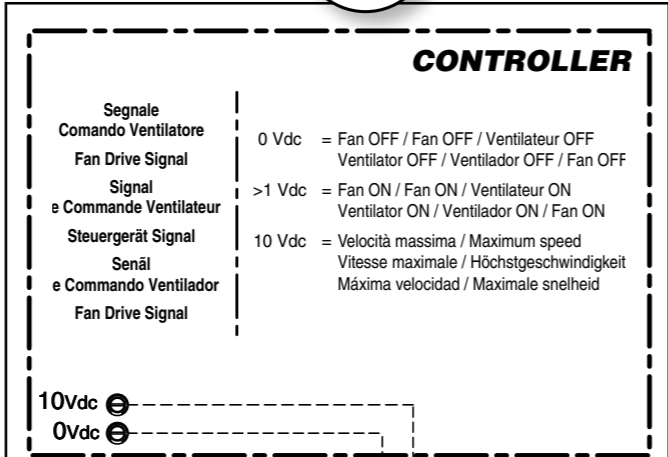 CONTROLLER
Segnale
Comando Ventilatore
Fan Drive Signal
Signal
e Commande Ventilateur
Steuergerät Signal
Senãl
e Commando Ventilador
Fan Drive Signal
0 Vdc = Fan OFF / Fan OFF / Ventilateur OFF
Ventilator OFF / Ventilador OFF / Fan OFF
>1 Vdc = Fan ON / Fan ON / Ventilateur ON
Ventilator ON / Ventilador ON / Fan ON
10 Vdc = Velocità massima / Maximum speed
Vitesse maximale / Höchstgeschwindigkeit
Máxima velocidad / Maximale snelheid
10Vdc
0Vdc